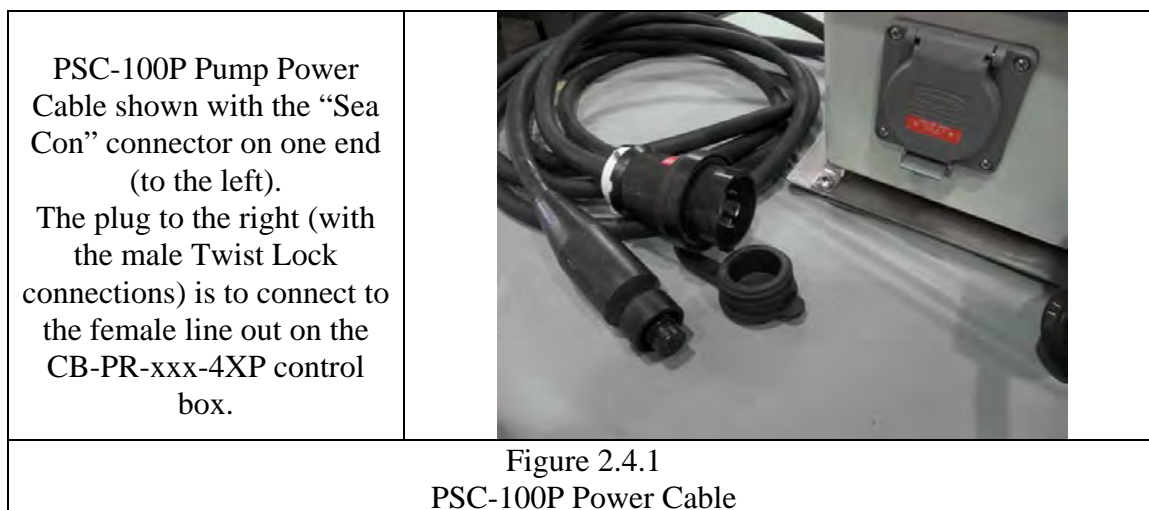 PSC-100P Pump Power
Cable shown with the “Sea
Con” connector on one end
(to the left).
The plug to the right (with
the male Twist Lock
connections) is to connect to
the female line out on the
CB-PR-xxx-4XP control
box.
Figure 2.4.1
PSC-100P Power Cable